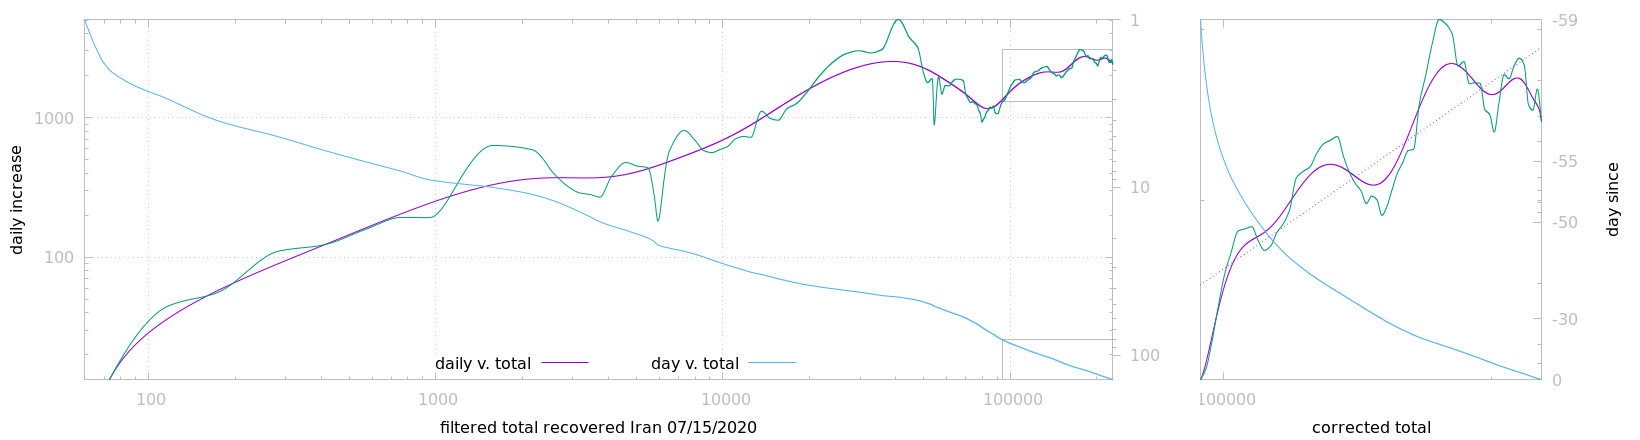 1 -59
1000
daily increase
-55
10
day since
-50
100
-30
daily v. total day v. total
100
0
100 1000 10000 100000 100000
filtered total recovered Iran 07/15/2020 corrected total